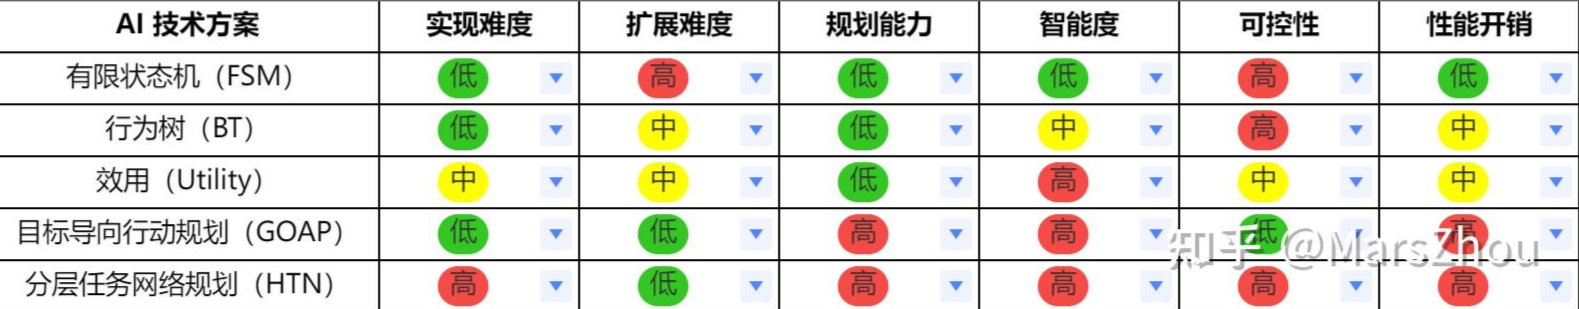 AI 技术方案 实现难度 扩展难度 规划能力 智能度 可控性 性能开销
有限状态机（FSM） 低 高 低 低 高 低
行为树（BT） 低 中 低 中 高 中
效用（Utility） 中 中 低 高 中 中
目标导向行动规划（GOAP） 低 低 高 高 低 高
分层任务网络规划（HTN） 高 低 高 高 高 高
知乎 @MarsZhou